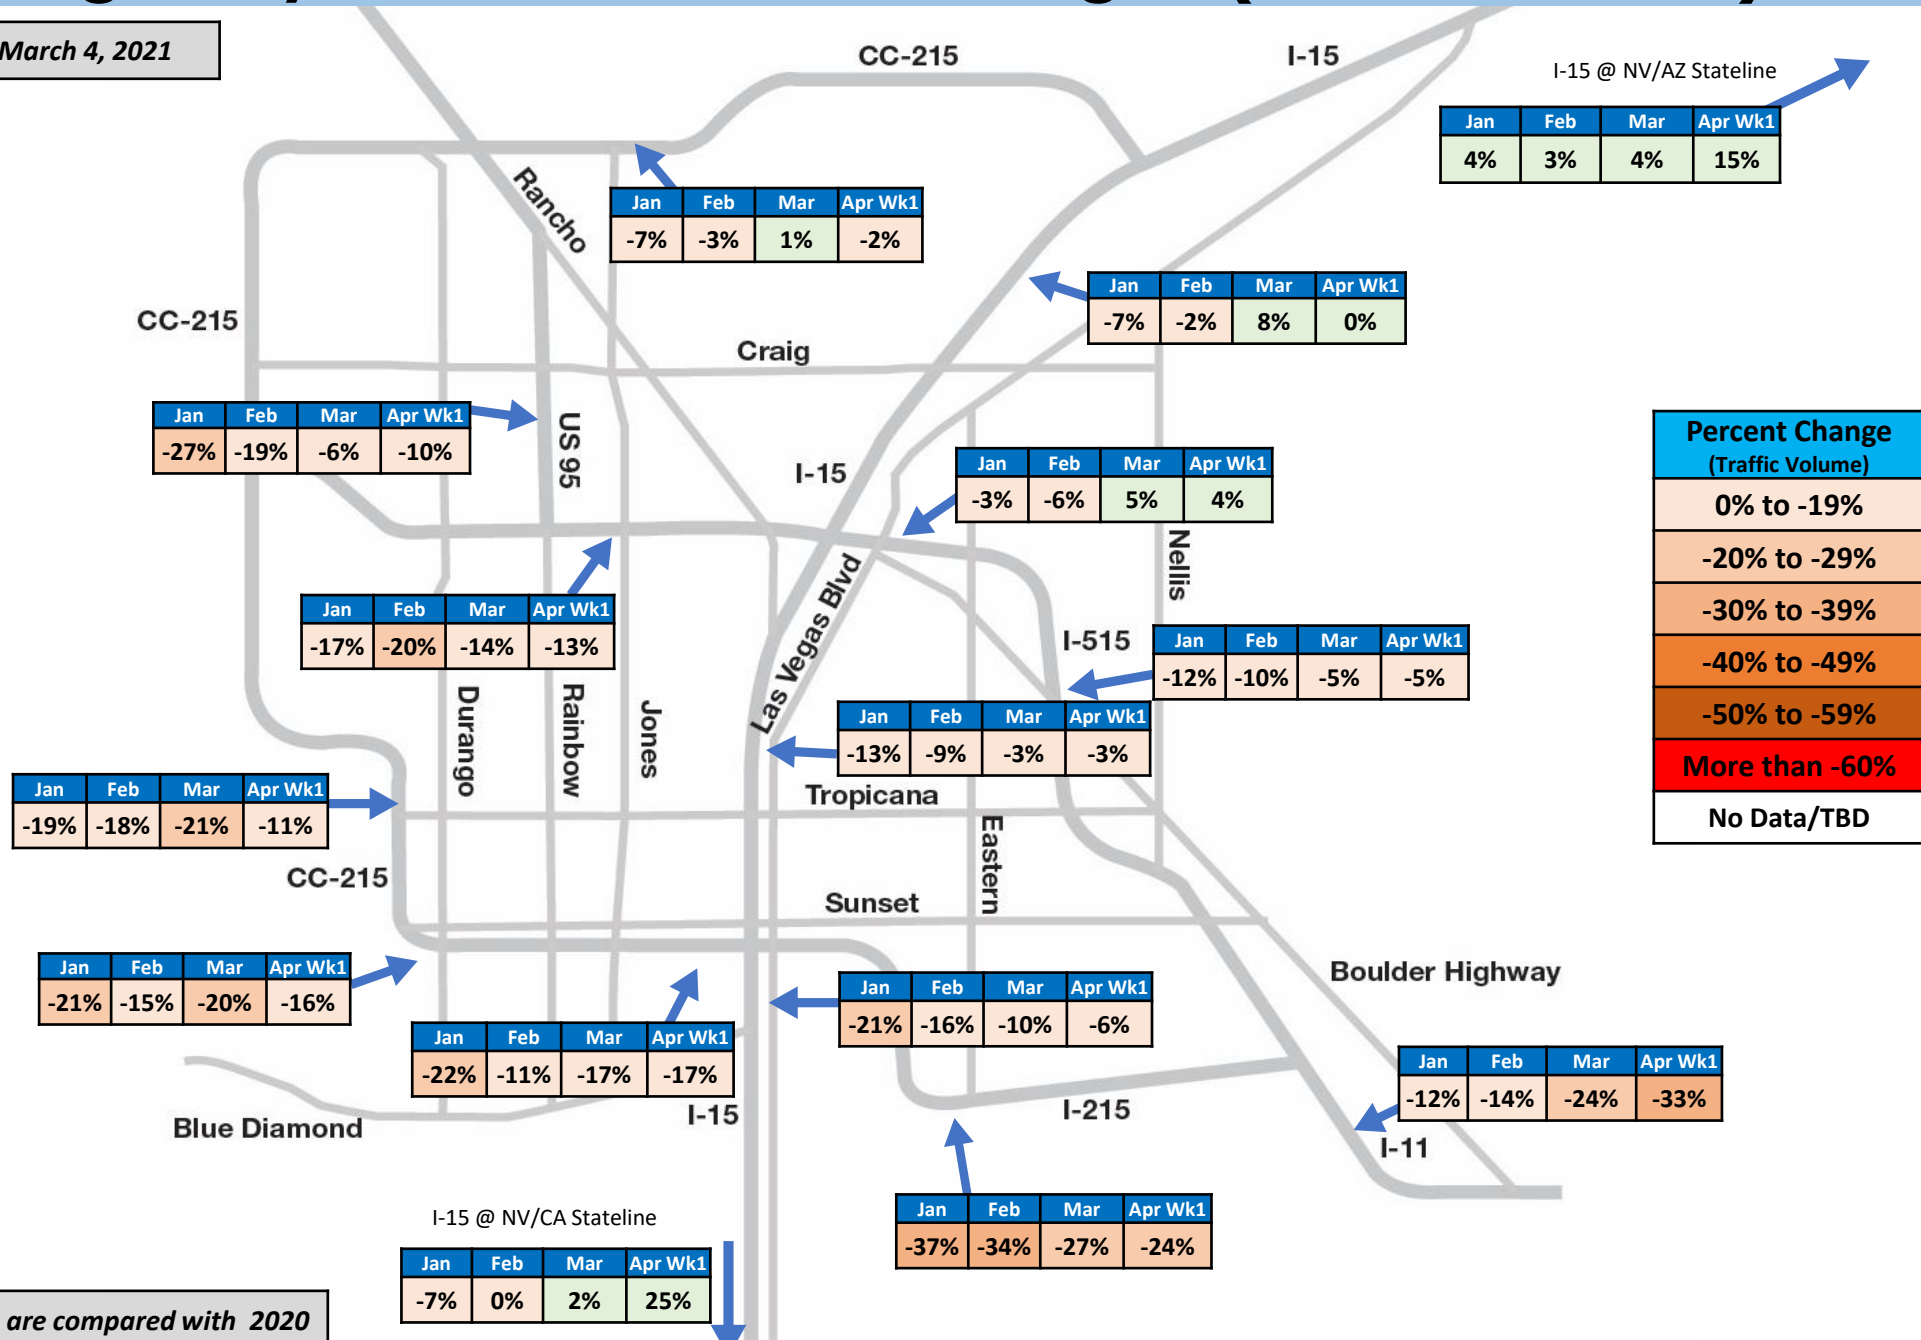 March 4, 2021
CC-215
I-15
I-15 @ NV/AZ Stateline
Jan Feb Mar Apr Wk1
4% 3% 4% 15%
Rancho
Jan Feb Mar Apr Wk1
-7% -3% 1% -2%
Jan Feb Mar Apr Wk1
-7% -2% 8% 0%
CC-215
Craig
Jan Feb Mar Apr Wk1
-27% -19% -6% -10%
US 95
I-15
Jan Feb Mar Apr Wk1
-3% -6% 5% 4%
Percent Change
(Traffic Volume)
0% to -19%
-20% to -29%
-30% to -39%
-40% to -49%
-50% to -59%
More than -60%
No Data/TBD
Nellis
Las Vegas Blvd
Jan Feb Mar Apr Wk1
-17% -20% -14% -13%
I-515
Jan Feb Mar Apr Wk1
-12% -10% -5% -5%
Durango
Rainbow
Jones
Jan Feb Mar Apr Wk1
-13% -9% -3% -3%
Jan Feb Mar Apr Wk1
-19% -18% -21% -11%
Tropicana
Eastern
CC-215
Sunset
Jan Feb Mar Apr Wk1
-21% -15% -20% -16%
Boulder Highway
Jan Feb Mar Apr Wk1
-21% -16% -10% -6%
Jan Feb Mar Apr Wk1
-22% -11% -17% -17%
Jan Feb Mar Apr Wk1
-12% -14% -24% -33%
Blue Diamond
I-15
I-215
I-11
Jan Feb Mar Apr Wk1
-37% -34% -27% -24%
I-15 @ NV/CA Stateline
Jan Feb Mar Apr Wk1
-7% 0% 2% 25%
are compared with 2020